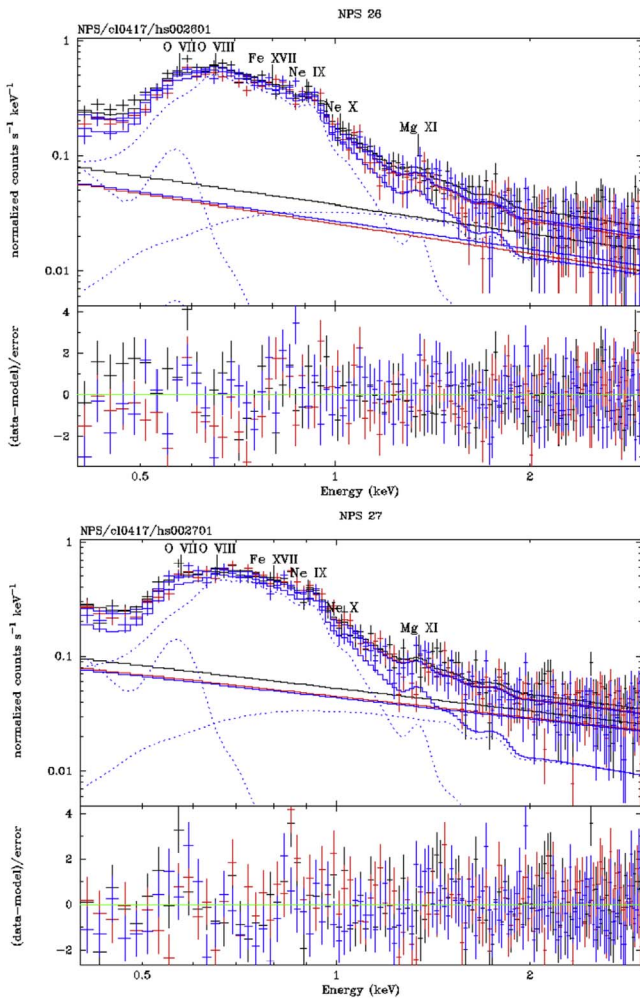 NPS 26
NPS/cl0417/hs002601
O VII O VIII
Fe XVII
Ne IX
Ne X
Mg XI
1
0.1
0.01
normalized counts s⁻¹ keV⁻¹
4
2
0
−2
(data−model)/error
0.5
1
2
Energy (keV)
NPS 27
NPS/cl0417/hs002701
O VII O VIII
Fe XVII
Ne IX
Ne X
Mg XI
1
0.1
0.01
normalized counts s⁻¹ keV⁻¹
4
2
0
−2
(data−model)/error
0.5
1
2
Energy (keV)